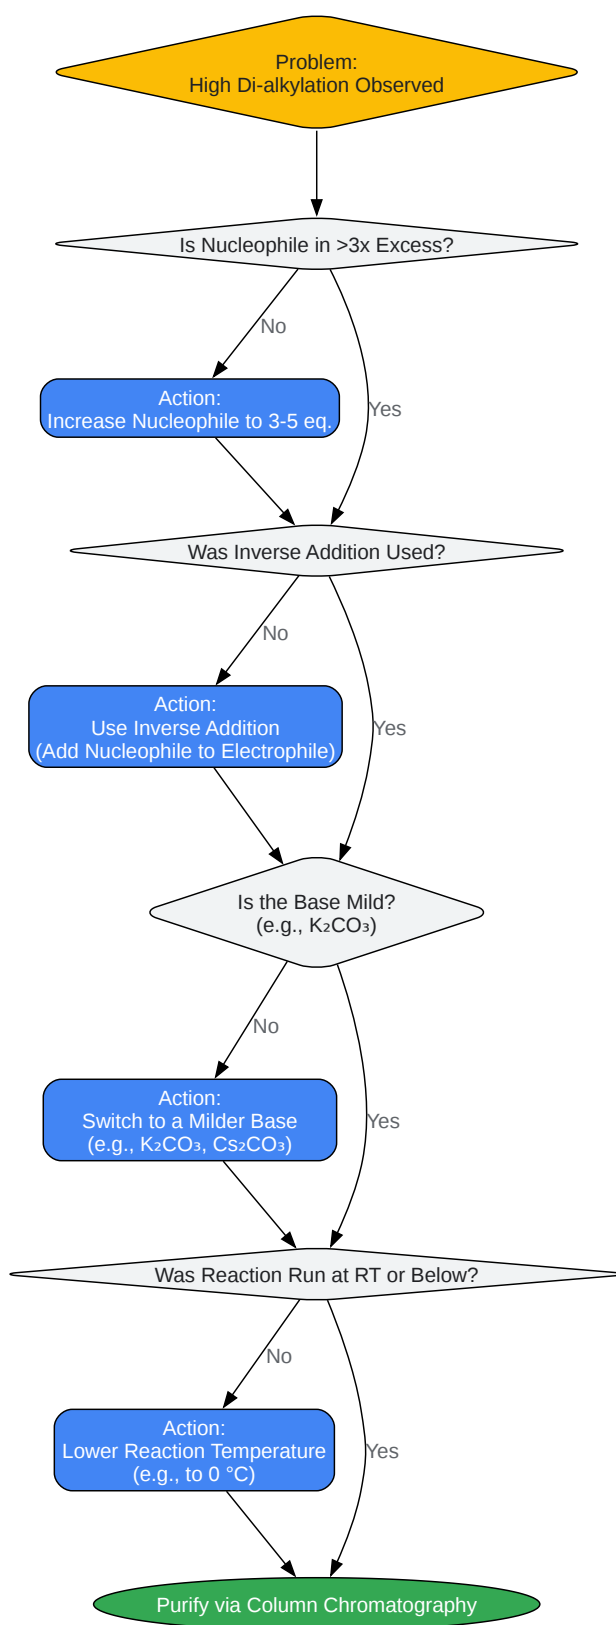 Problem:
High Di-alkylation Observed
Is Nucleophile in >3x Excess?
No
Action:
Increase Nucleophile to 3-5 eq.
Yes
Was Inverse Addition Used?
No
Action:
Use Inverse Addition
(Add Nucleophile to Electrophile)
Yes
Is the Base Mild?
(e.g., K₂CO₃)
No
Action:
Switch to a Milder Base
(e.g., K₂CO₃, Cs₂CO₃)
Yes
Was Reaction Run at RT or Below?
No
Action:
Lower Reaction Temperature
(e.g., to 0 °C)
Yes
Purify via Column Chromatography